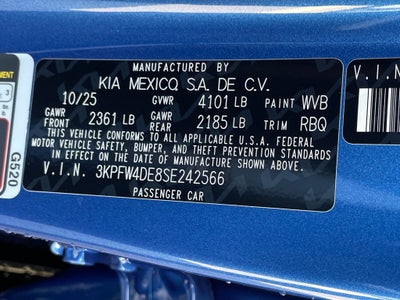 MANUFACTURED BY
KIA MEXICO, S.A. DE C.V.
10/25 GVWR 4101 LB PAINT WVB
GAWR FRONT 2361 LB GAWR REAR 2185 LB TRIM RBQ
THIS VEHICLE CONFORMS TO ALL APPLICABLE U.S.A. FEDERAL
MOTOR VEHICLE SAFETY, BUMPER, AND THEFT PREVENTION STANDARDS
IN EFFECT ON THE DATE OF MANUFACTURE SHOWN ABOVE.
V.I.N. 3KPFW4DE8SE242566
PASSENGER CAR
V.I.N
3
G520